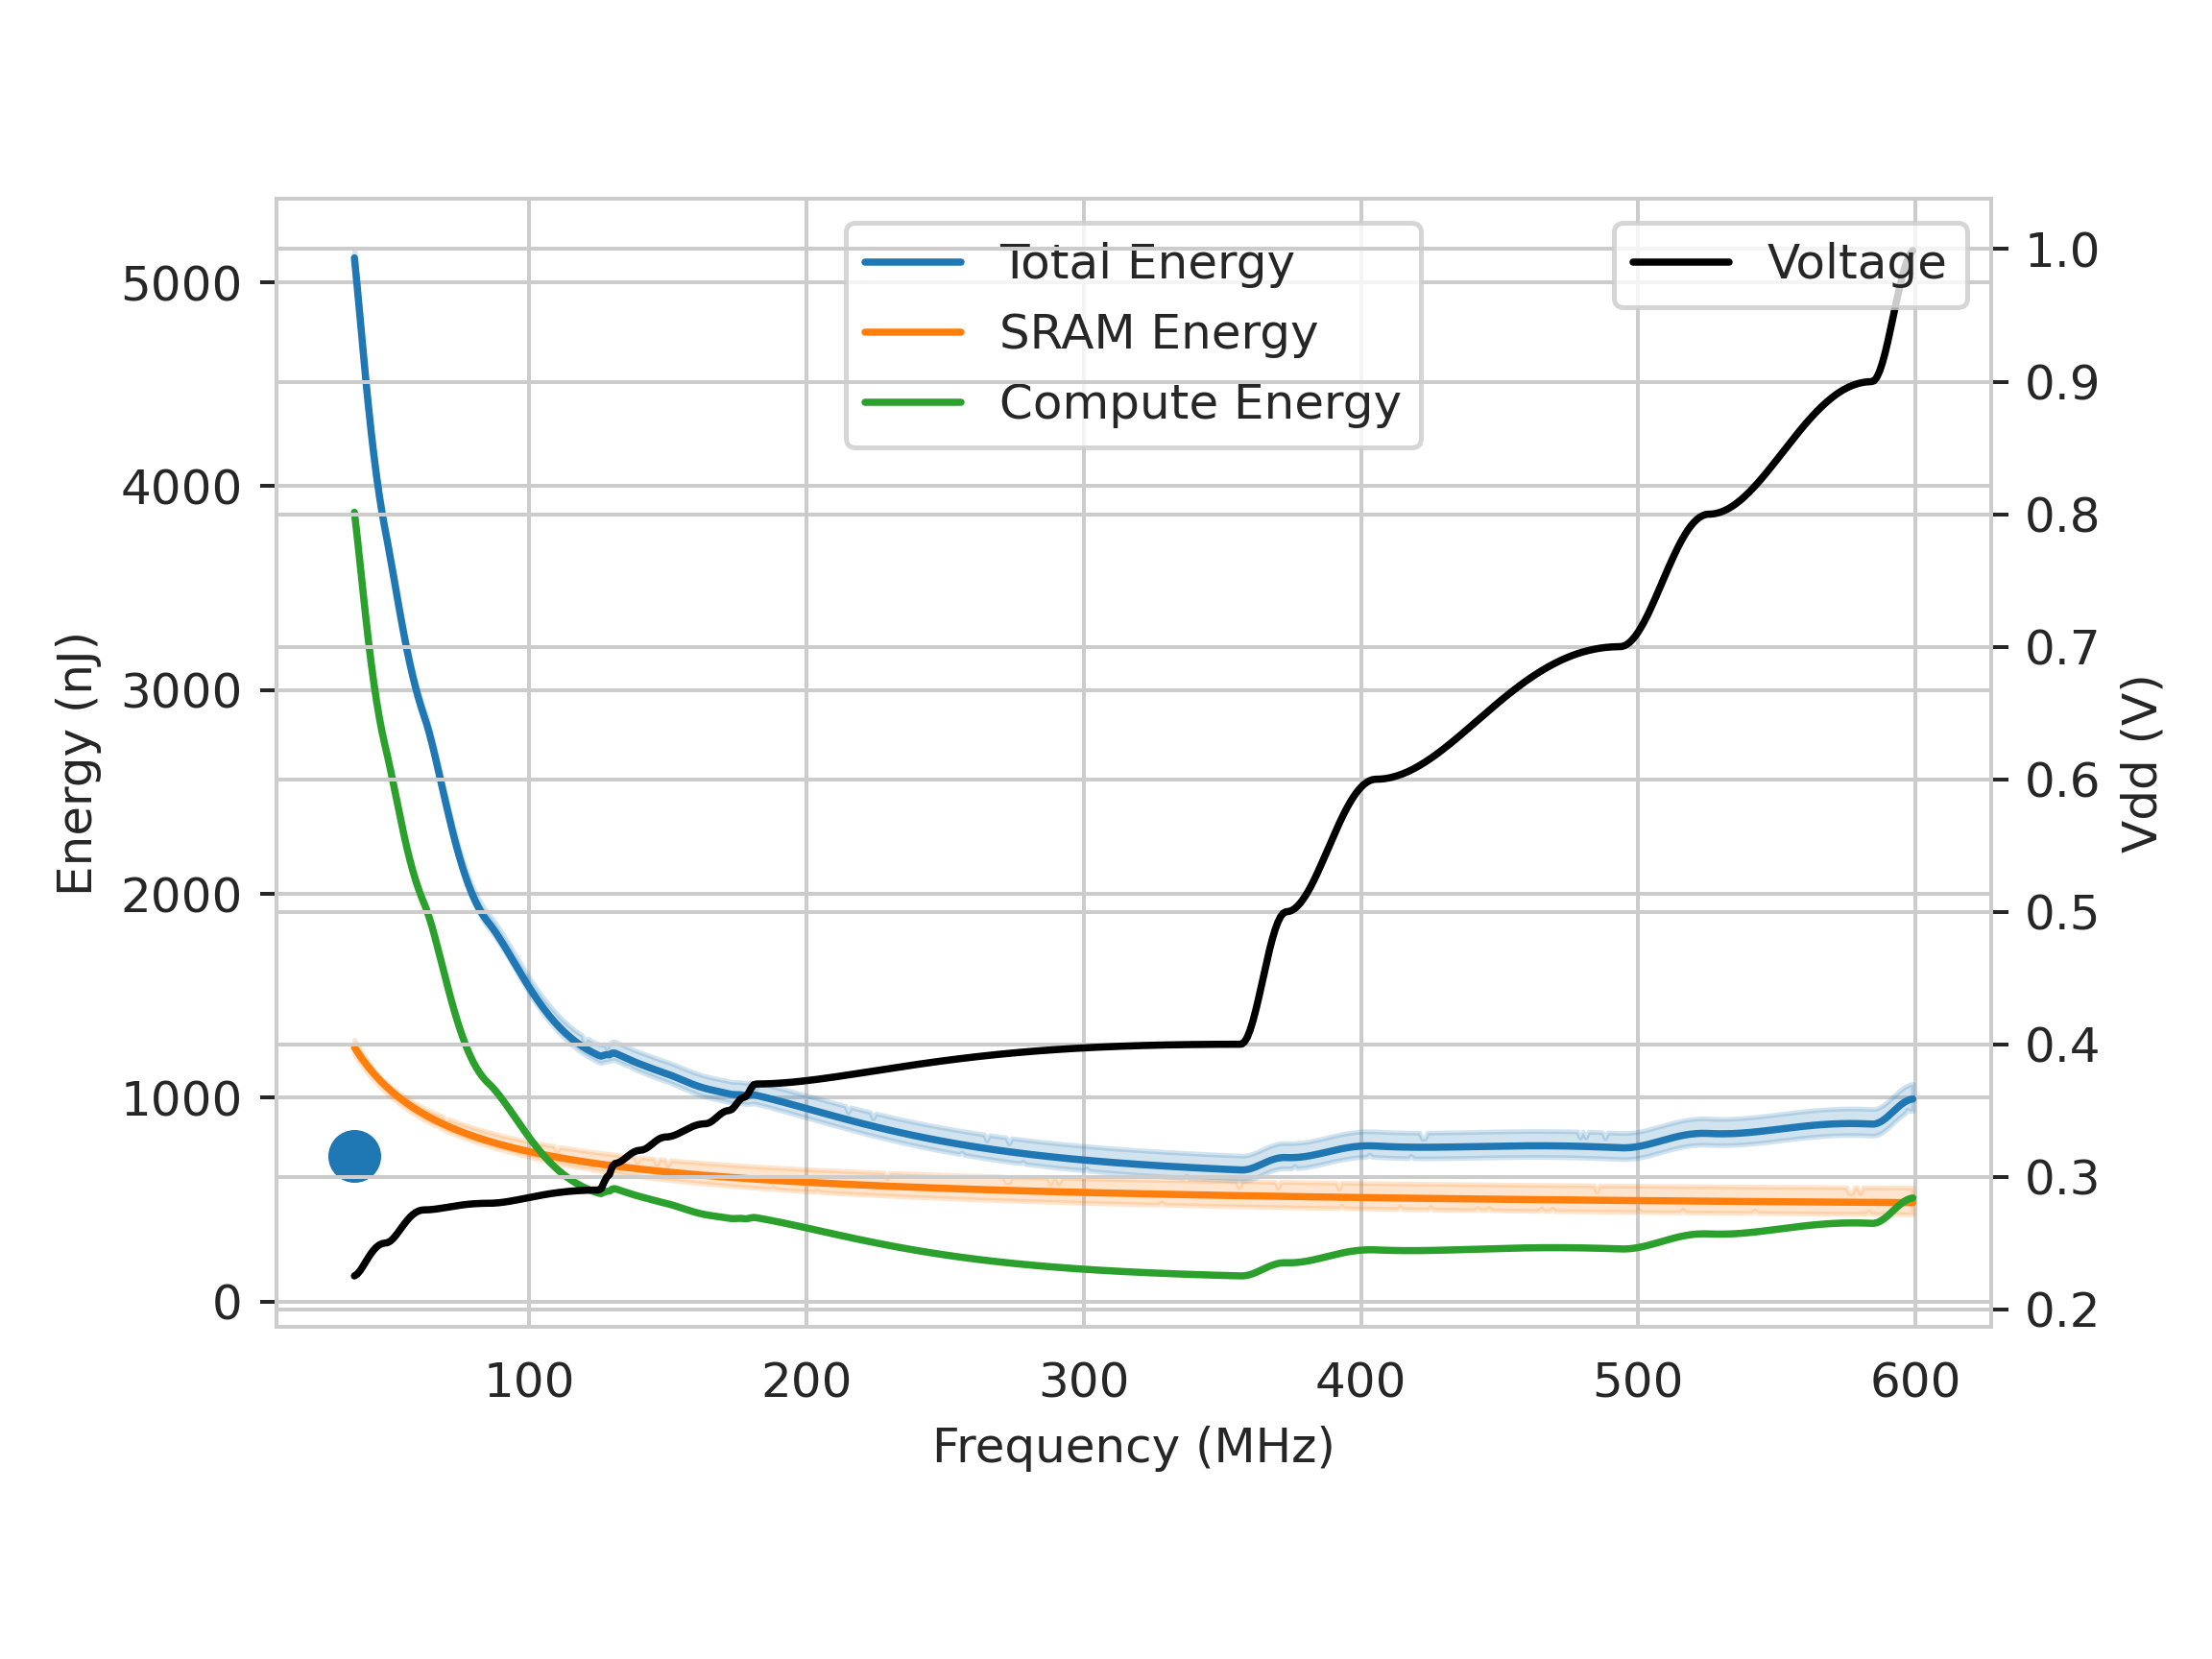 Total Energy
SRAM Energy
Compute Energy
Voltage
Energy (nJ)
5000
4000
3000
2000
1000
0
1.0
0.9
0.8
0.7
0.6
0.5
0.4
0.3
0.2
Vdd (V)
100 200 300 400 500 600
Frequency (MHz)